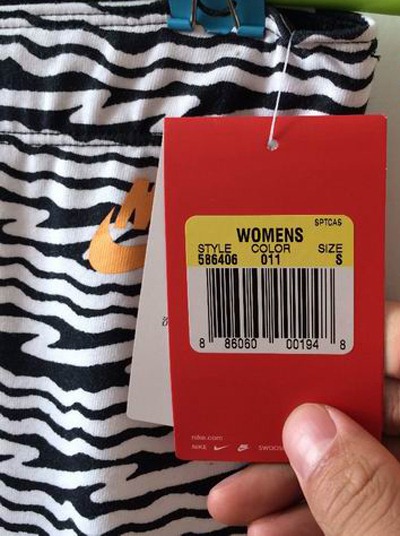 SPTCAS
WOMENS
STYLE COLOR SIZE
586406 011 S
8 86060 00194 8
nike.com
NIKE